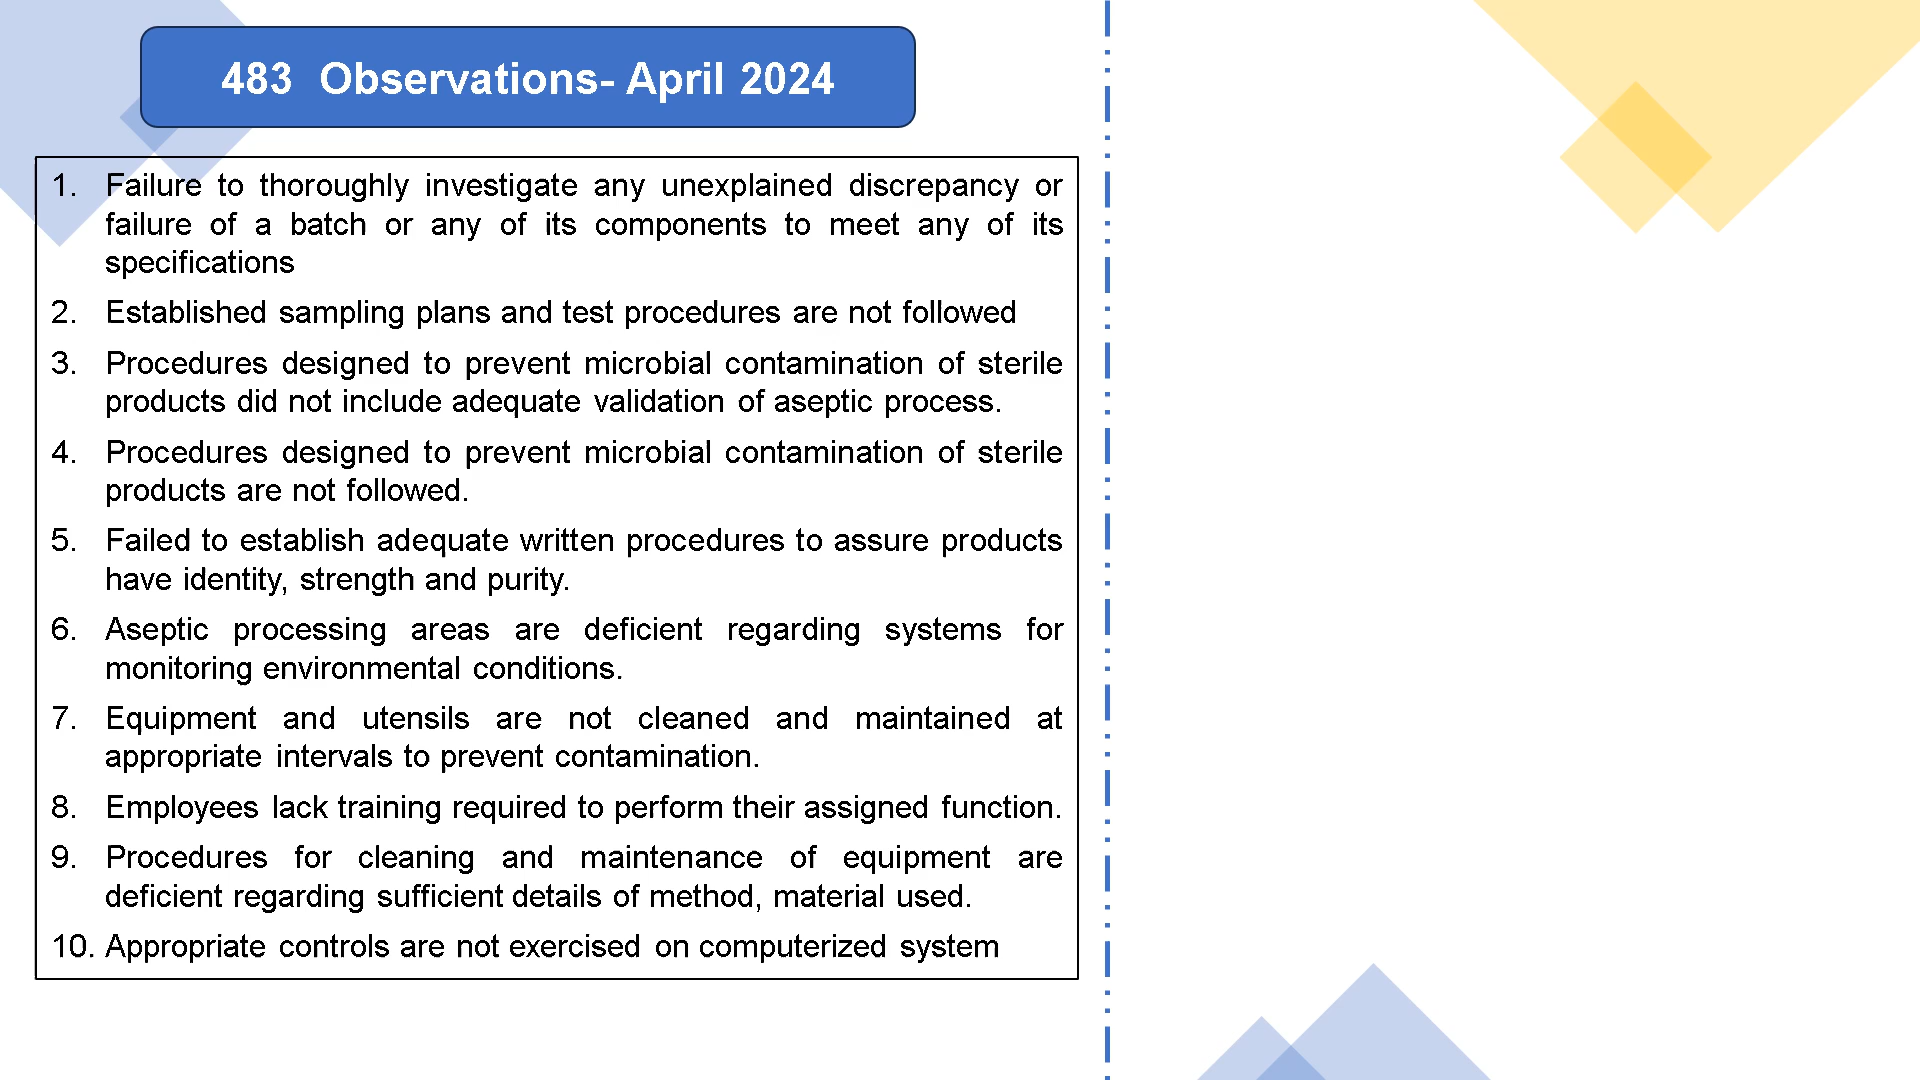 483 Observations- April 2024
1. Failure to thoroughly investigate any unexplained discrepancy or
failure of a batch or any of its components to meet any of its
specifications
2. Established sampling plans and test procedures are not followed
3. Procedures designed to prevent microbial contamination of sterile
products did not include adequate validation of aseptic process.
4. Procedures designed to prevent microbial contamination of sterile
products are not followed.
5. Failed to establish adequate written procedures to assure products
have identity, strength and purity.
6. Aseptic processing areas are deficient regarding systems for
monitoring environmental conditions.
7. Equipment and utensils are not cleaned and maintained at
appropriate intervals to prevent contamination.
8. Employees lack training required to perform their assigned function.
9. Procedures for cleaning and maintenance of equipment are
deficient regarding sufficient details of method, material used.
10. Appropriate controls are not exercised on computerized system